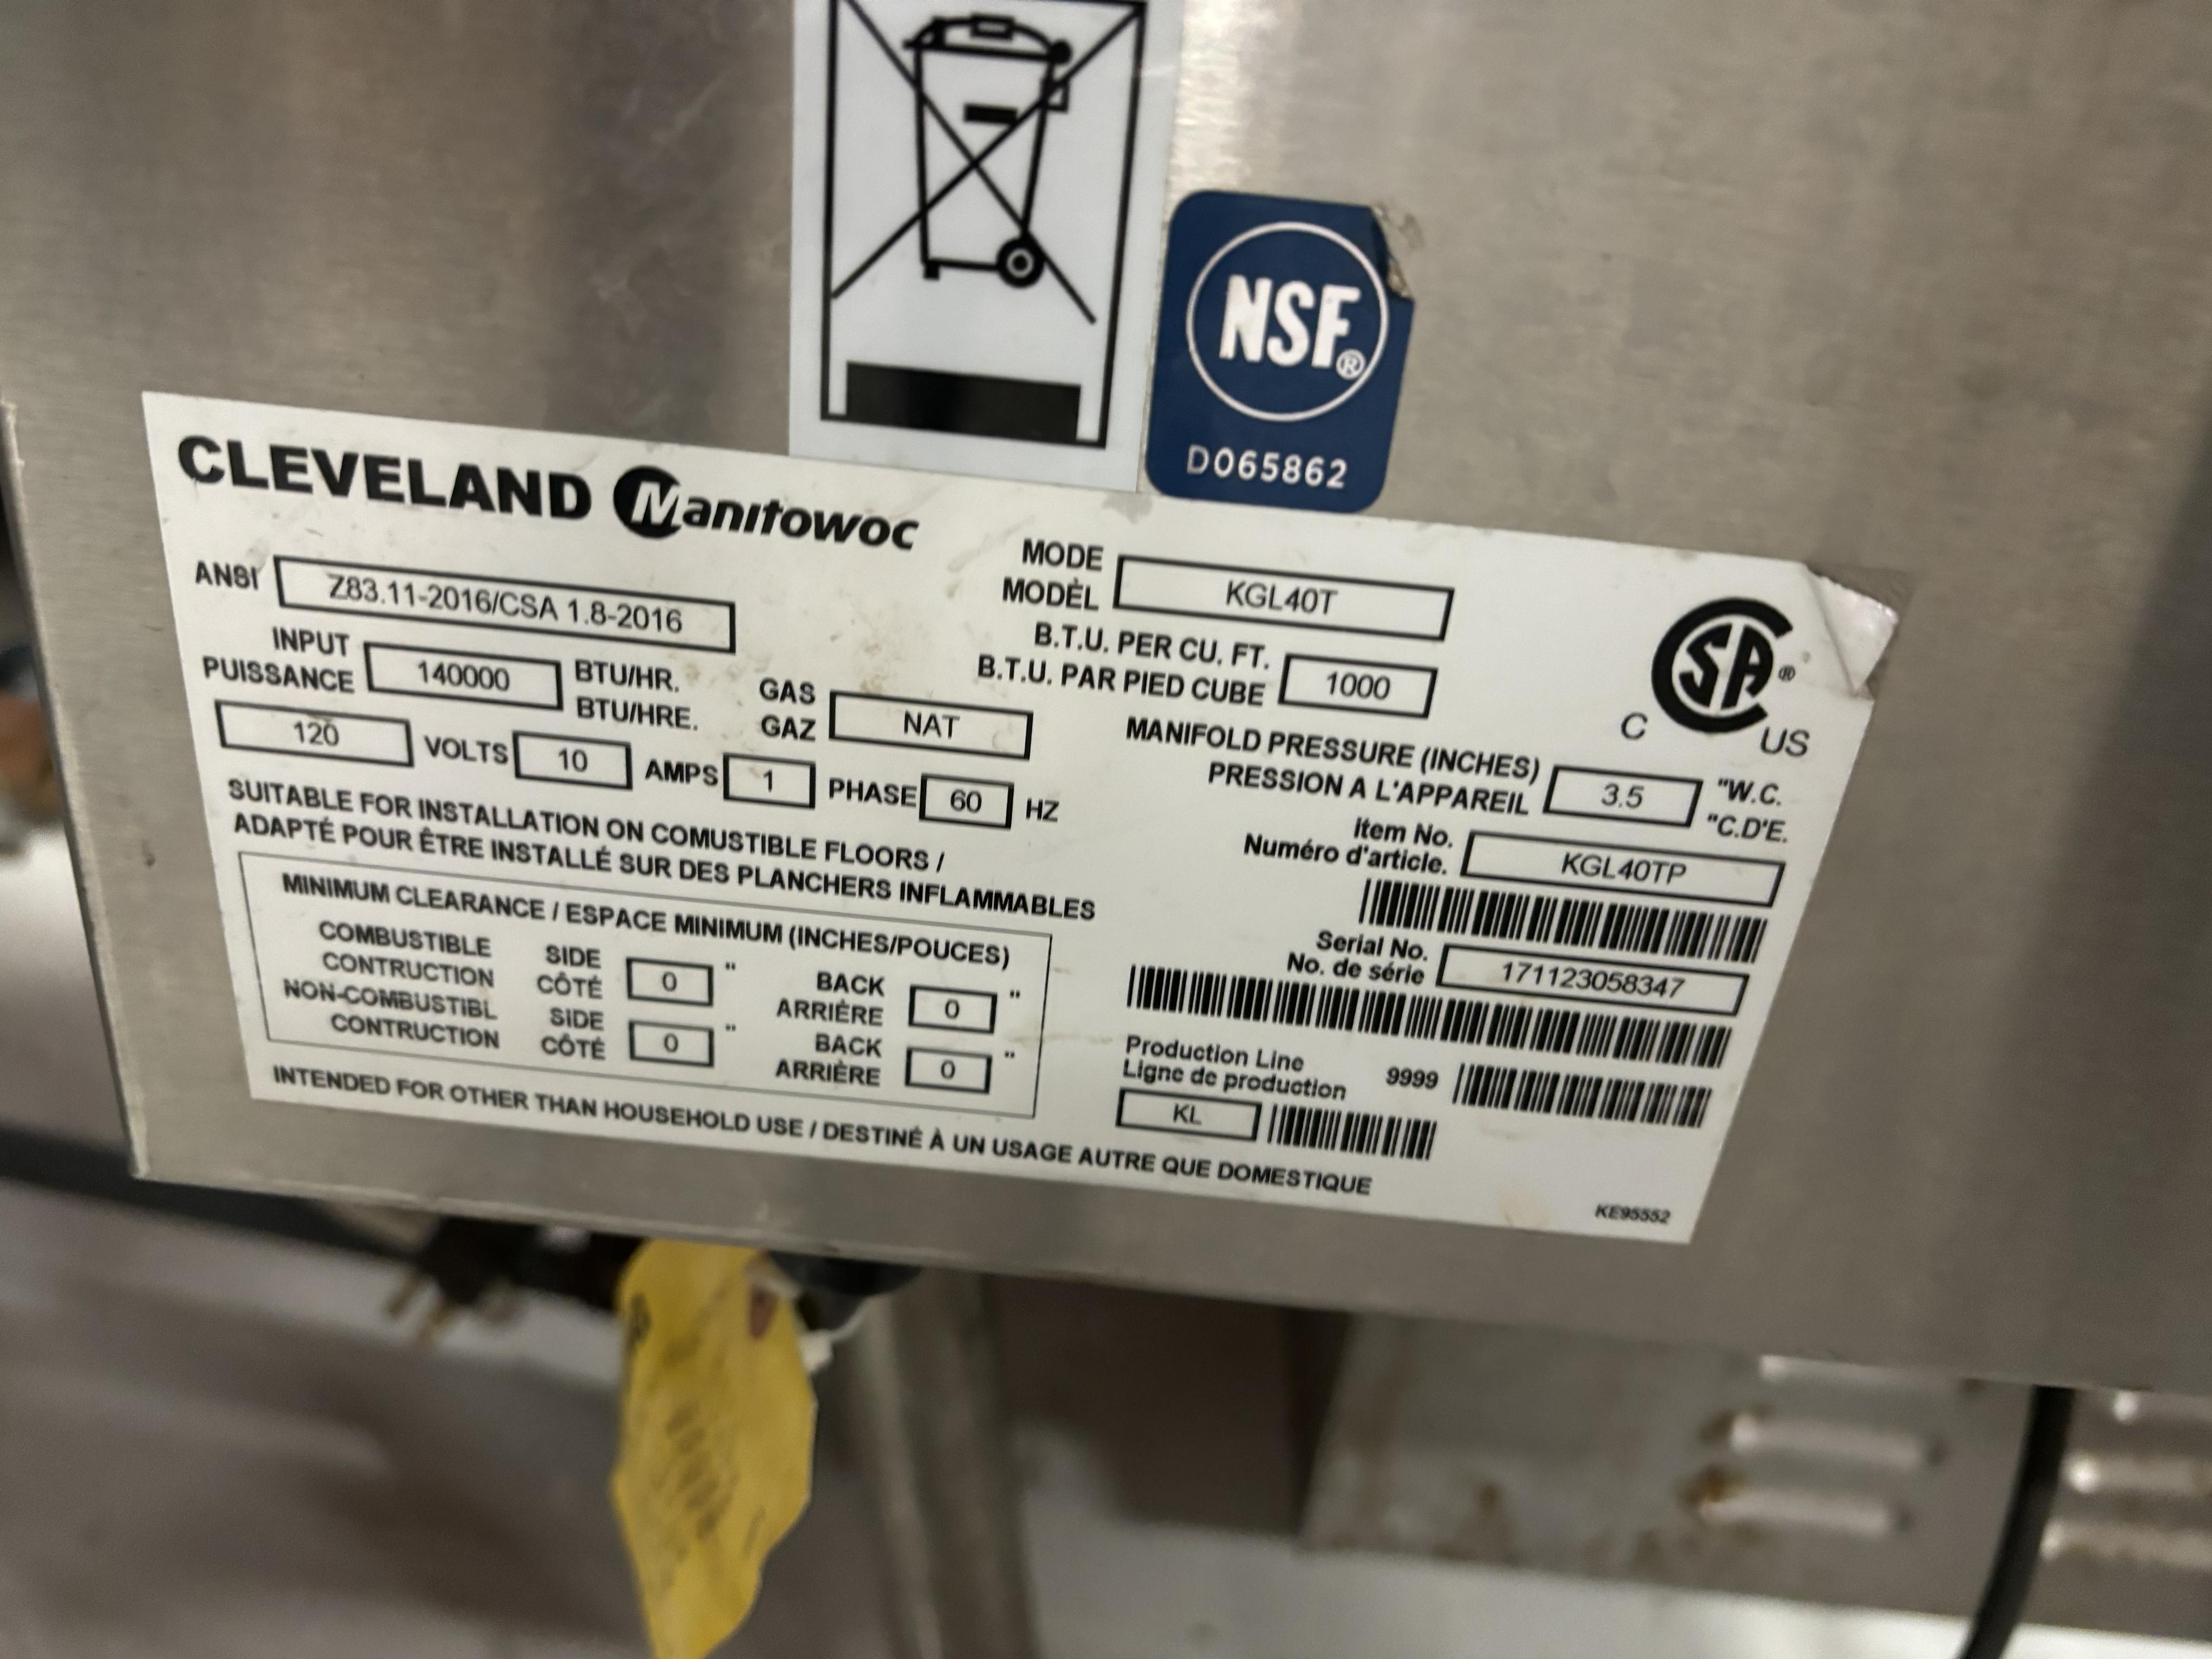 NSF®
D065862
CLEVELAND Manitowoc
ANSI Z83.11-2016/CSA 1.8-2016
MODE
MODÈL KGL40T
INPUT
PUISSANCE 140000 BTU/HR.
BTU/HRE.
GAS
GAZ NAT
B.T.U. PER CU. FT.
B.T.U. PAR PIED CUBE 1000
C SA® US
120 VOLTS 10 AMPS 1 PHASE 60 HZ
MANIFOLD PRESSURE (INCHES)
PRESSION A L'APPAREIL 3.5 "W.C.
"C.D'E.
SUITABLE FOR INSTALLATION ON COMUSTIBLE FLOORS /
ADAPTÉ POUR ÊTRE INSTALLÉ SUR DES PLANCHERS INFLAMMABLES
Item No.
Numéro d'article. KGL40TP
MINIMUM CLEARANCE / ESPACE MINIMUM (INCHES/POUCES)
COMBUSTIBLE SIDE
CONTRUCTION CÔTÉ 0 " BACK
ARRIÈRE 0 "
NON-COMBUSTIBL SIDE
CONTRUCTION CÔTÉ 0 " BACK
ARRIÈRE 0 "
Serial No.
No. de série 171123058347
Production Line
Ligne de production 9999
KL
INTENDED FOR OTHER THAN HOUSEHOLD USE / DESTINÉ À UN USAGE AUTRE QUE DOMESTIQUE
KE95552